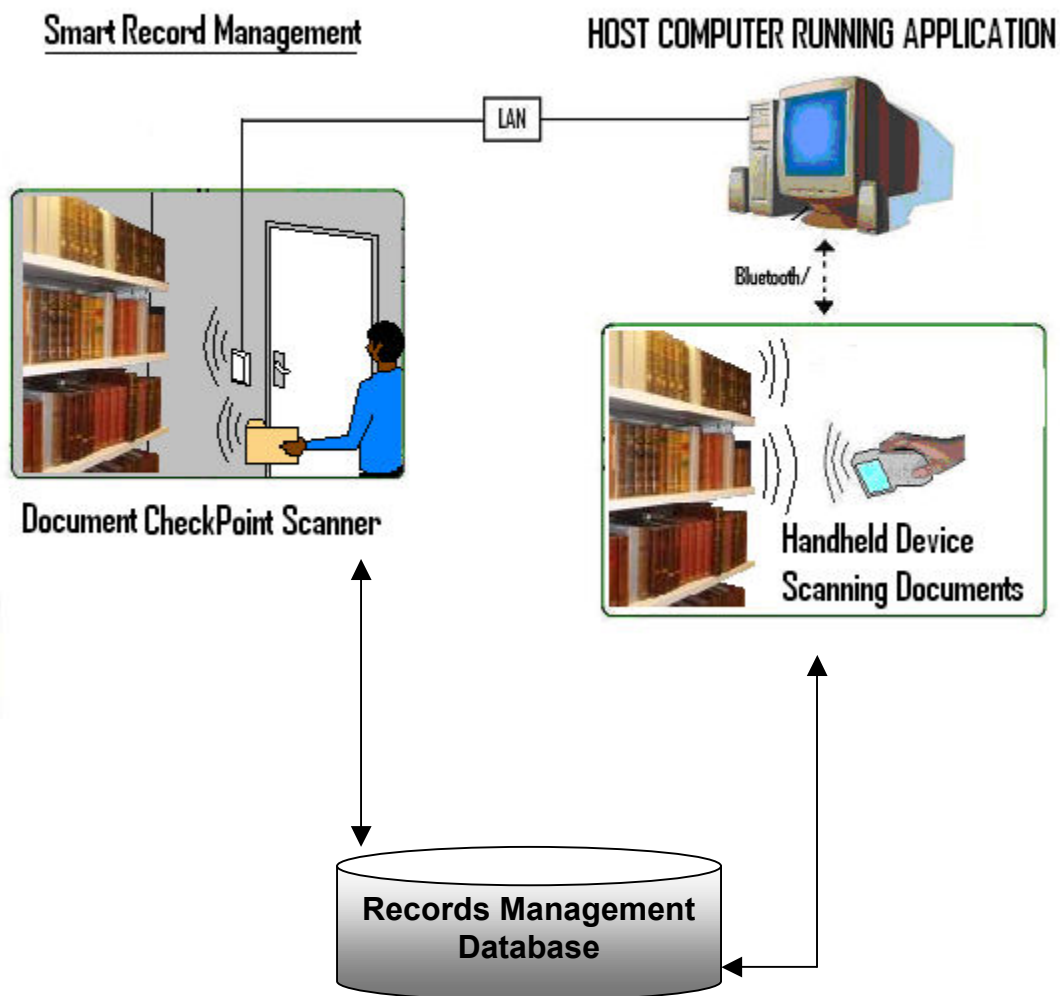 Smart Record Management
HOST COMPUTER RUNNING APPLICATION
LAN
Bluetooth/
Document CheckPoint Scanner
Handheld Device
Scanning Documents
Records Management
Database